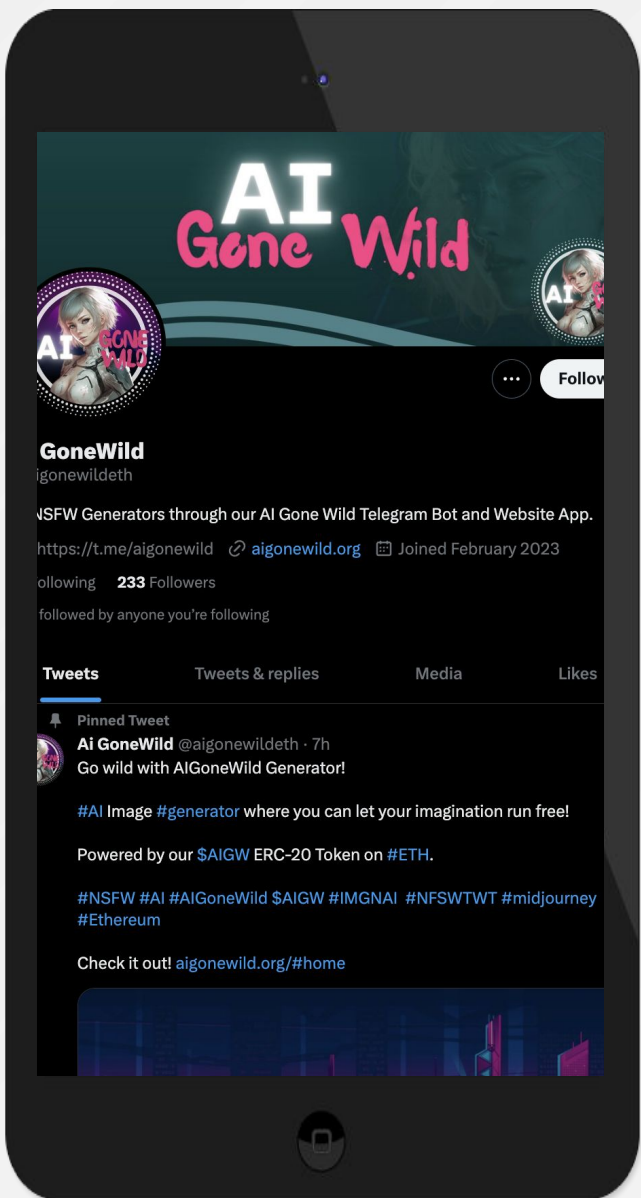 AI
Gone Wild
AI
AI
GONE
WILD
Follow
GoneWild
igonewildeth
NSFW Generators through our AI Gone Wild Telegram Bot and Website App.
https://t.me/aigonewild aigonewild.org Joined February 2023
ollowing 233 Followers
followed by anyone you're following
Tweets Tweets & replies Media Likes
Pinned Tweet
Ai GoneWild @aigonewildeth · 7h
Go wild with AIGoneWild Generator!
#AI Image #generator where you can let your imagination run free!
Powered by our $AIGW ERC-20 Token on #ETH.
#NSFW #AI #AIGoneWild $AIGW #IMGNAI #NFSWTWT #midjourney
#Ethereum
Check it out! aigonewild.org/#home